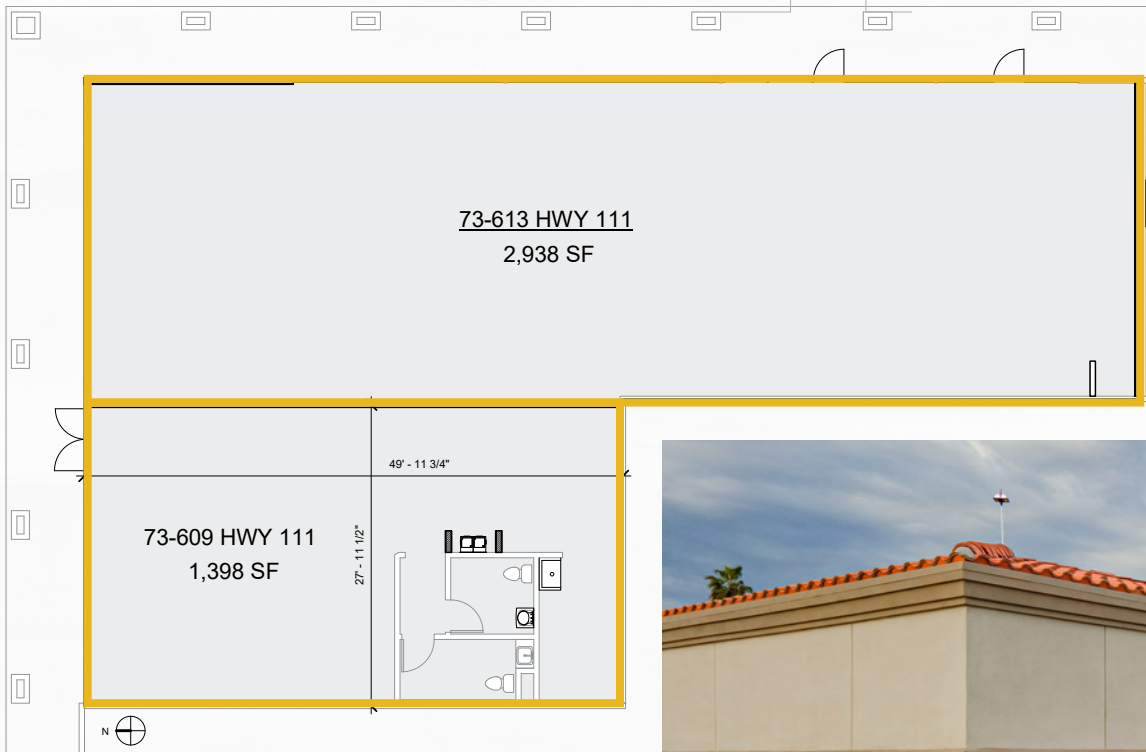 73-613 HWY 111
2,938 SF
49' - 11 3/4"
73-609 HWY 111
1,398 SF
27' - 11 1/2"
N